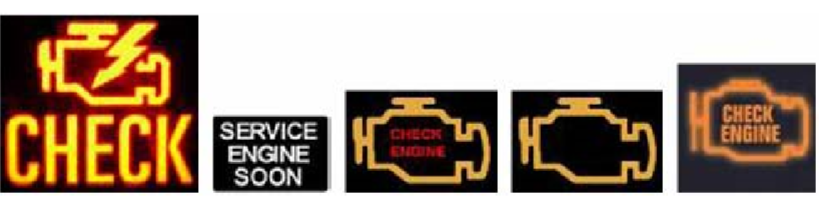 CHECK
SERVICE
ENGINE
SOON
CHECK
ENGINE
CHECK
ENGINE